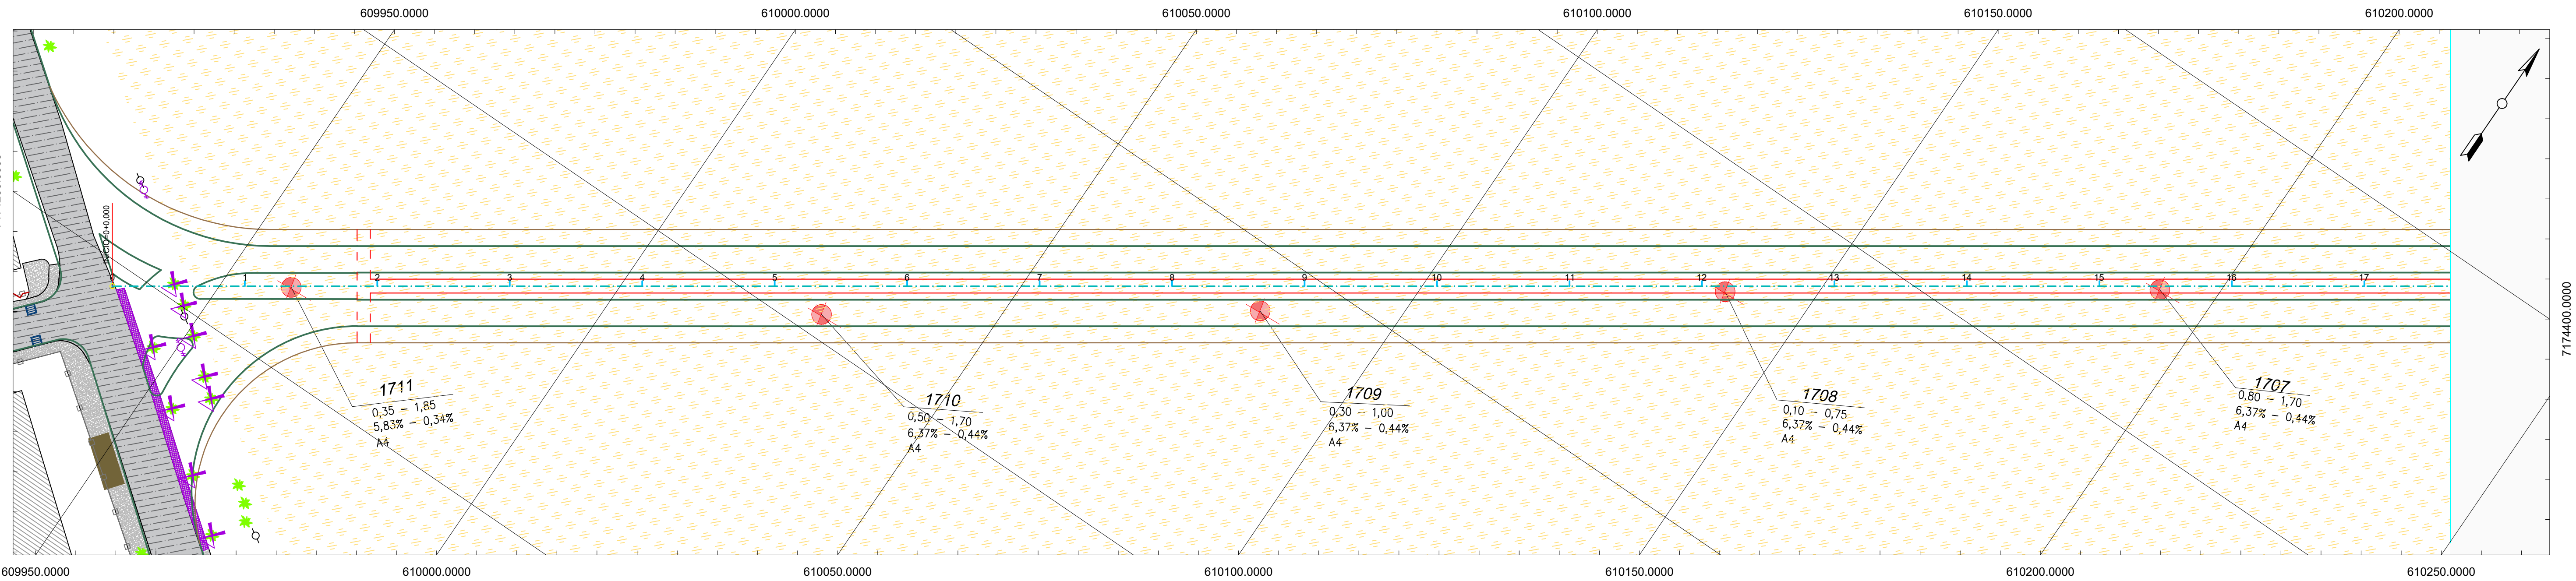 609950.0000
610000.0000
610050.0000
610100.0000
610150.0000
610200.0000
0 1 2 3 4 5 6 7 8 9 10 11 12 13 14 15 16 17
7174400.0000
1711
0,35 – 1,85
5,83% – 0,34%
A4
1710
0,50 – 1,70
6,37% – 0,44%
A4
1709
0,30 – 1,00
6,37% – 0,44%
A4
1708
0,10 – 0,75
6,37% – 0,44%
A4
1707
0,80 – 1,70
6,37% – 0,44%
A4
609950.0000
610000.0000
610050.0000
610100.0000
610150.0000
610200.0000
610250.0000